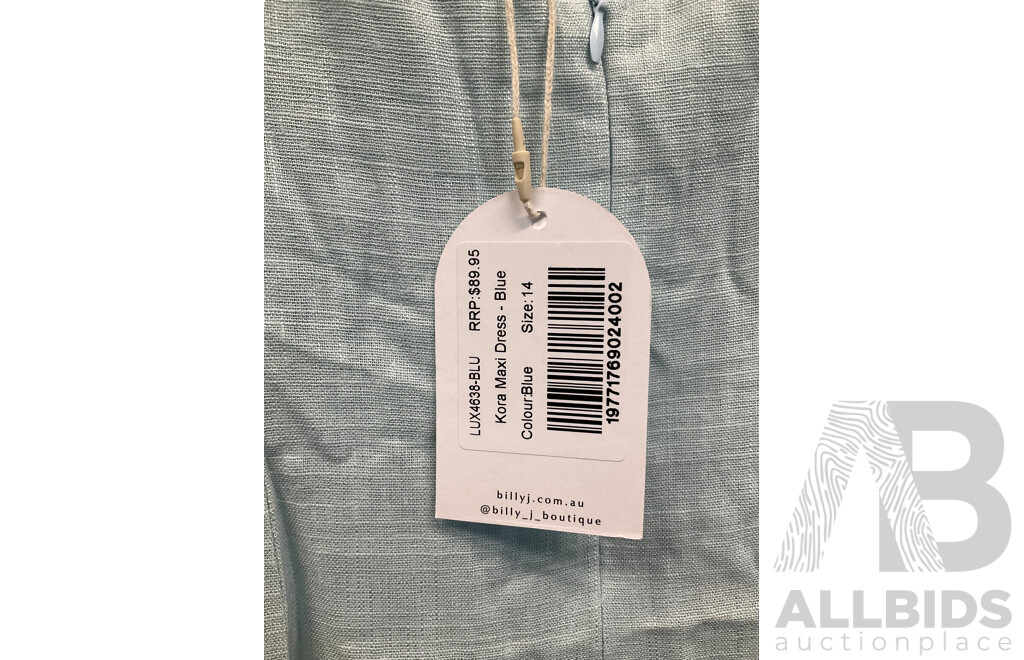 LUX4638-BLU RRP:$89.95
Kora Maxi Dress - Blue
Colour:Blue Size:14
19771769024002
billyj.com.au
@billy_j_boutique
AB
ALLBIDS
auctionplace